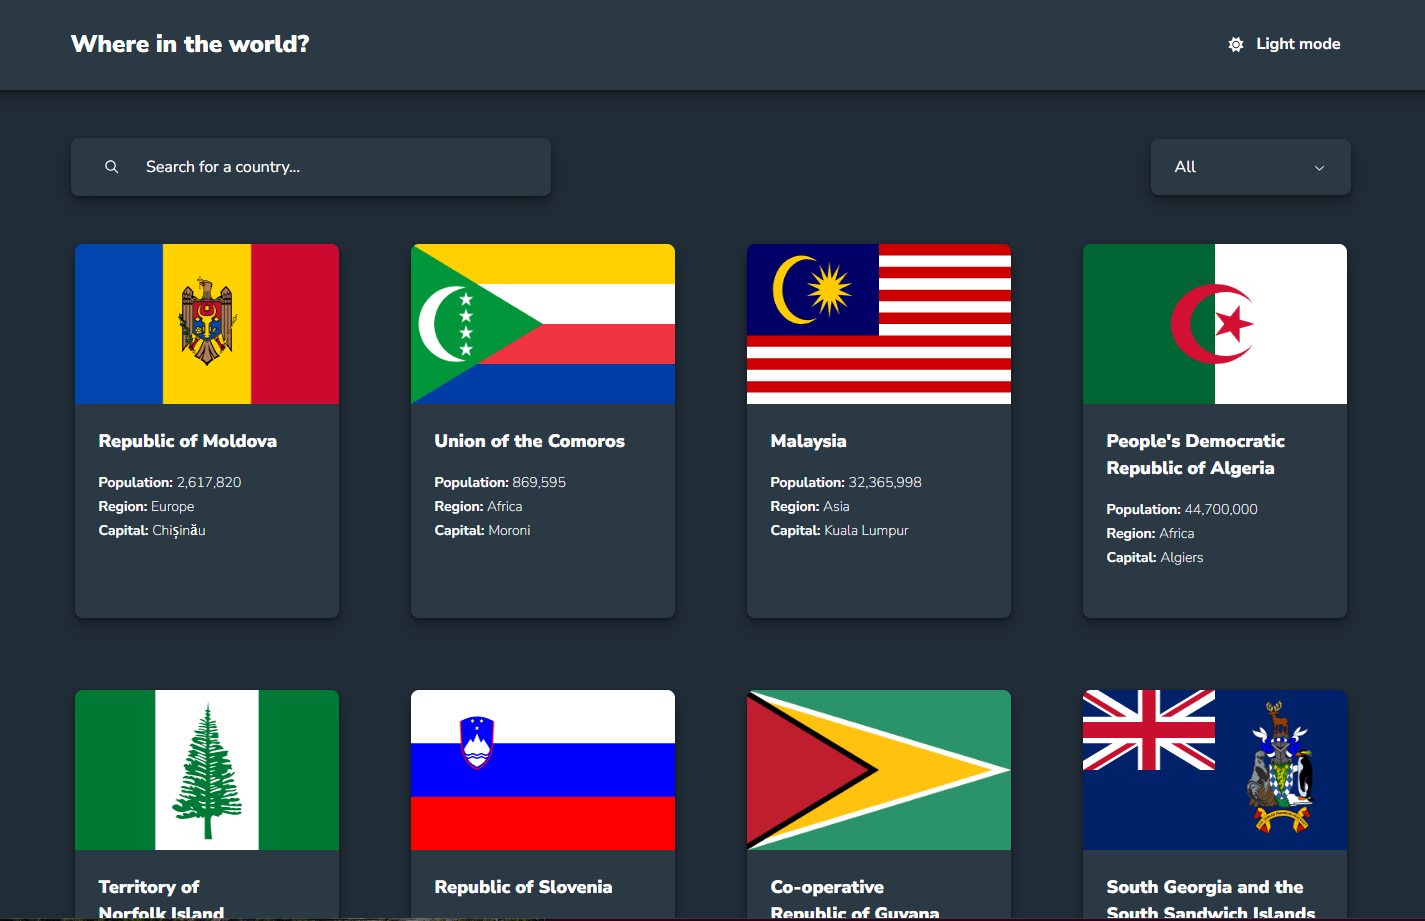 Where in the world?
Light mode
Search for a country...
All
Republic of Moldova
Population: 2,617,820
Region: Europe
Capital: Chișinău
Union of the Comoros
Population: 869,595
Region: Africa
Capital: Moroni
Malaysia
Population: 32,365,998
Region: Asia
Capital: Kuala Lumpur
People's Democratic
Republic of Algeria
Population: 44,700,000
Region: Africa
Capital: Algiers
Territory of
Norfolk Island
Republic of Slovenia
Co-operative
Republic of Guyana
South Georgia and the
South Sandwich Islands